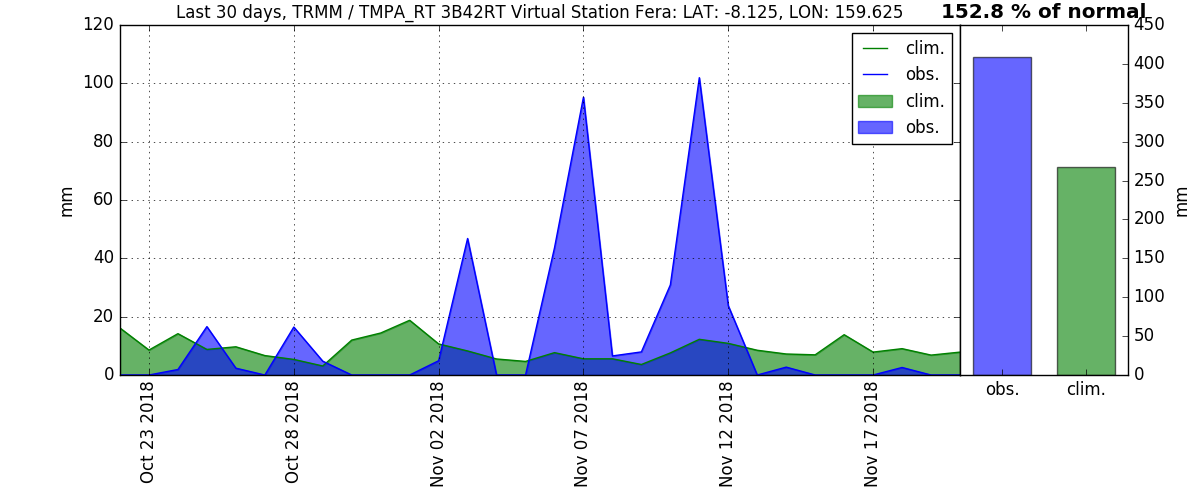 Last 30 days, TRMM / TMPA_RT 3B42RT Virtual Station Fera: LAT: -8.125, LON: 159.625
152.8 % of normal
120
100
80
60
40
20
0
mm
clim.
obs.
clim.
obs.
Oct 23 2018
Oct 28 2018
Nov 02 2018
Nov 07 2018
Nov 12 2018
Nov 17 2018
450
400
350
300
250
200
150
100
50
0
mm
obs.
clim.